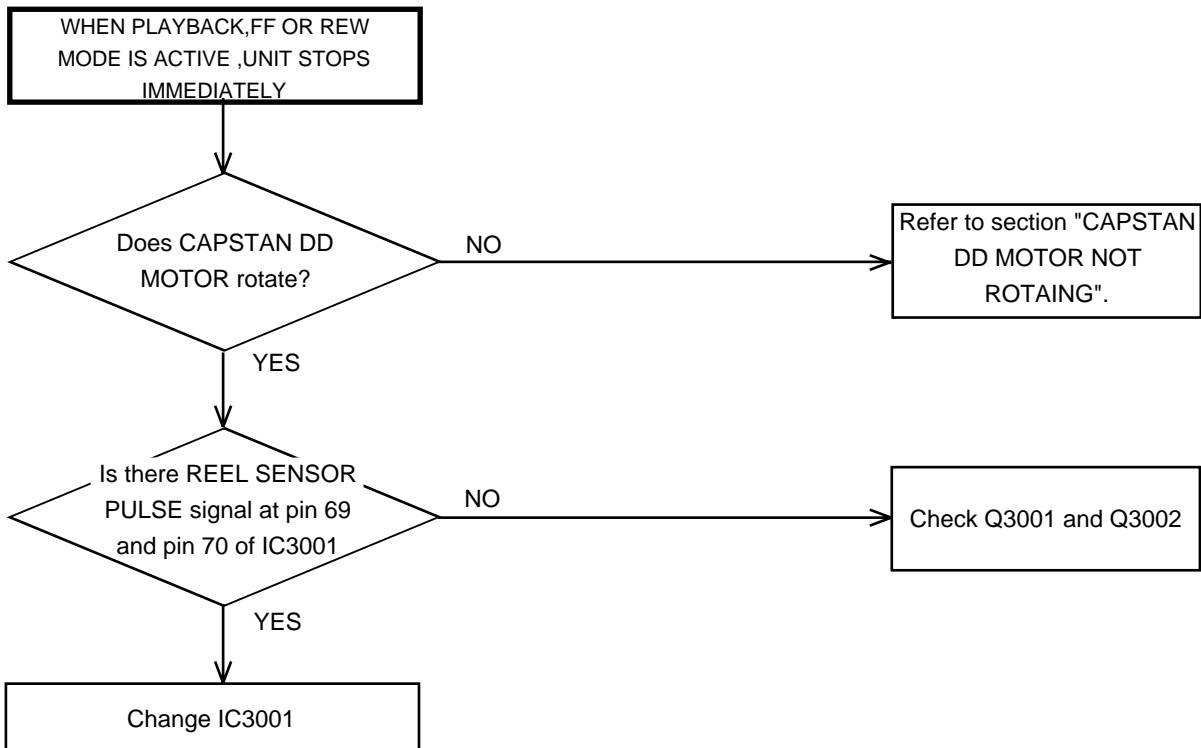 WHEN PLAYBACK,FF OR REW
MODE IS ACTIVE ,UNIT STOPS
IMMEDIATELY
Does CAPSTAN DD
MOTOR rotate?
NO
Refer to section "CAPSTAN
DD MOTOR NOT
ROTAING".
YES
Is there REEL SENSOR
PULSE signal at pin 69
and pin 70 of IC3001
NO
Check Q3001 and Q3002
YES
Change IC3001